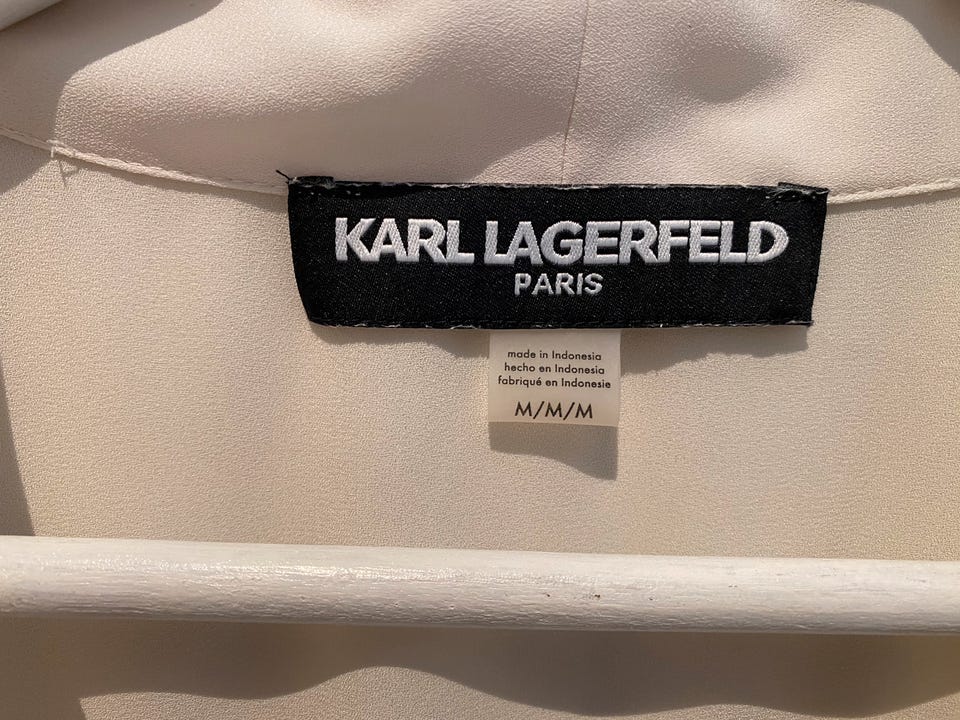 KARL LAGERFELD
PARIS
made in Indonesia
hecho en Indonesia
fabriqué en Indonesie
M/M/M